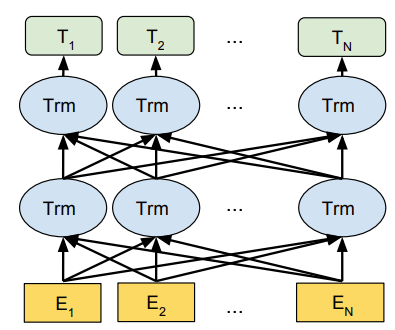 T1 T2 ... TN
Trm Trm ... Trm
Trm Trm ... Trm
E1 E2 ... EN